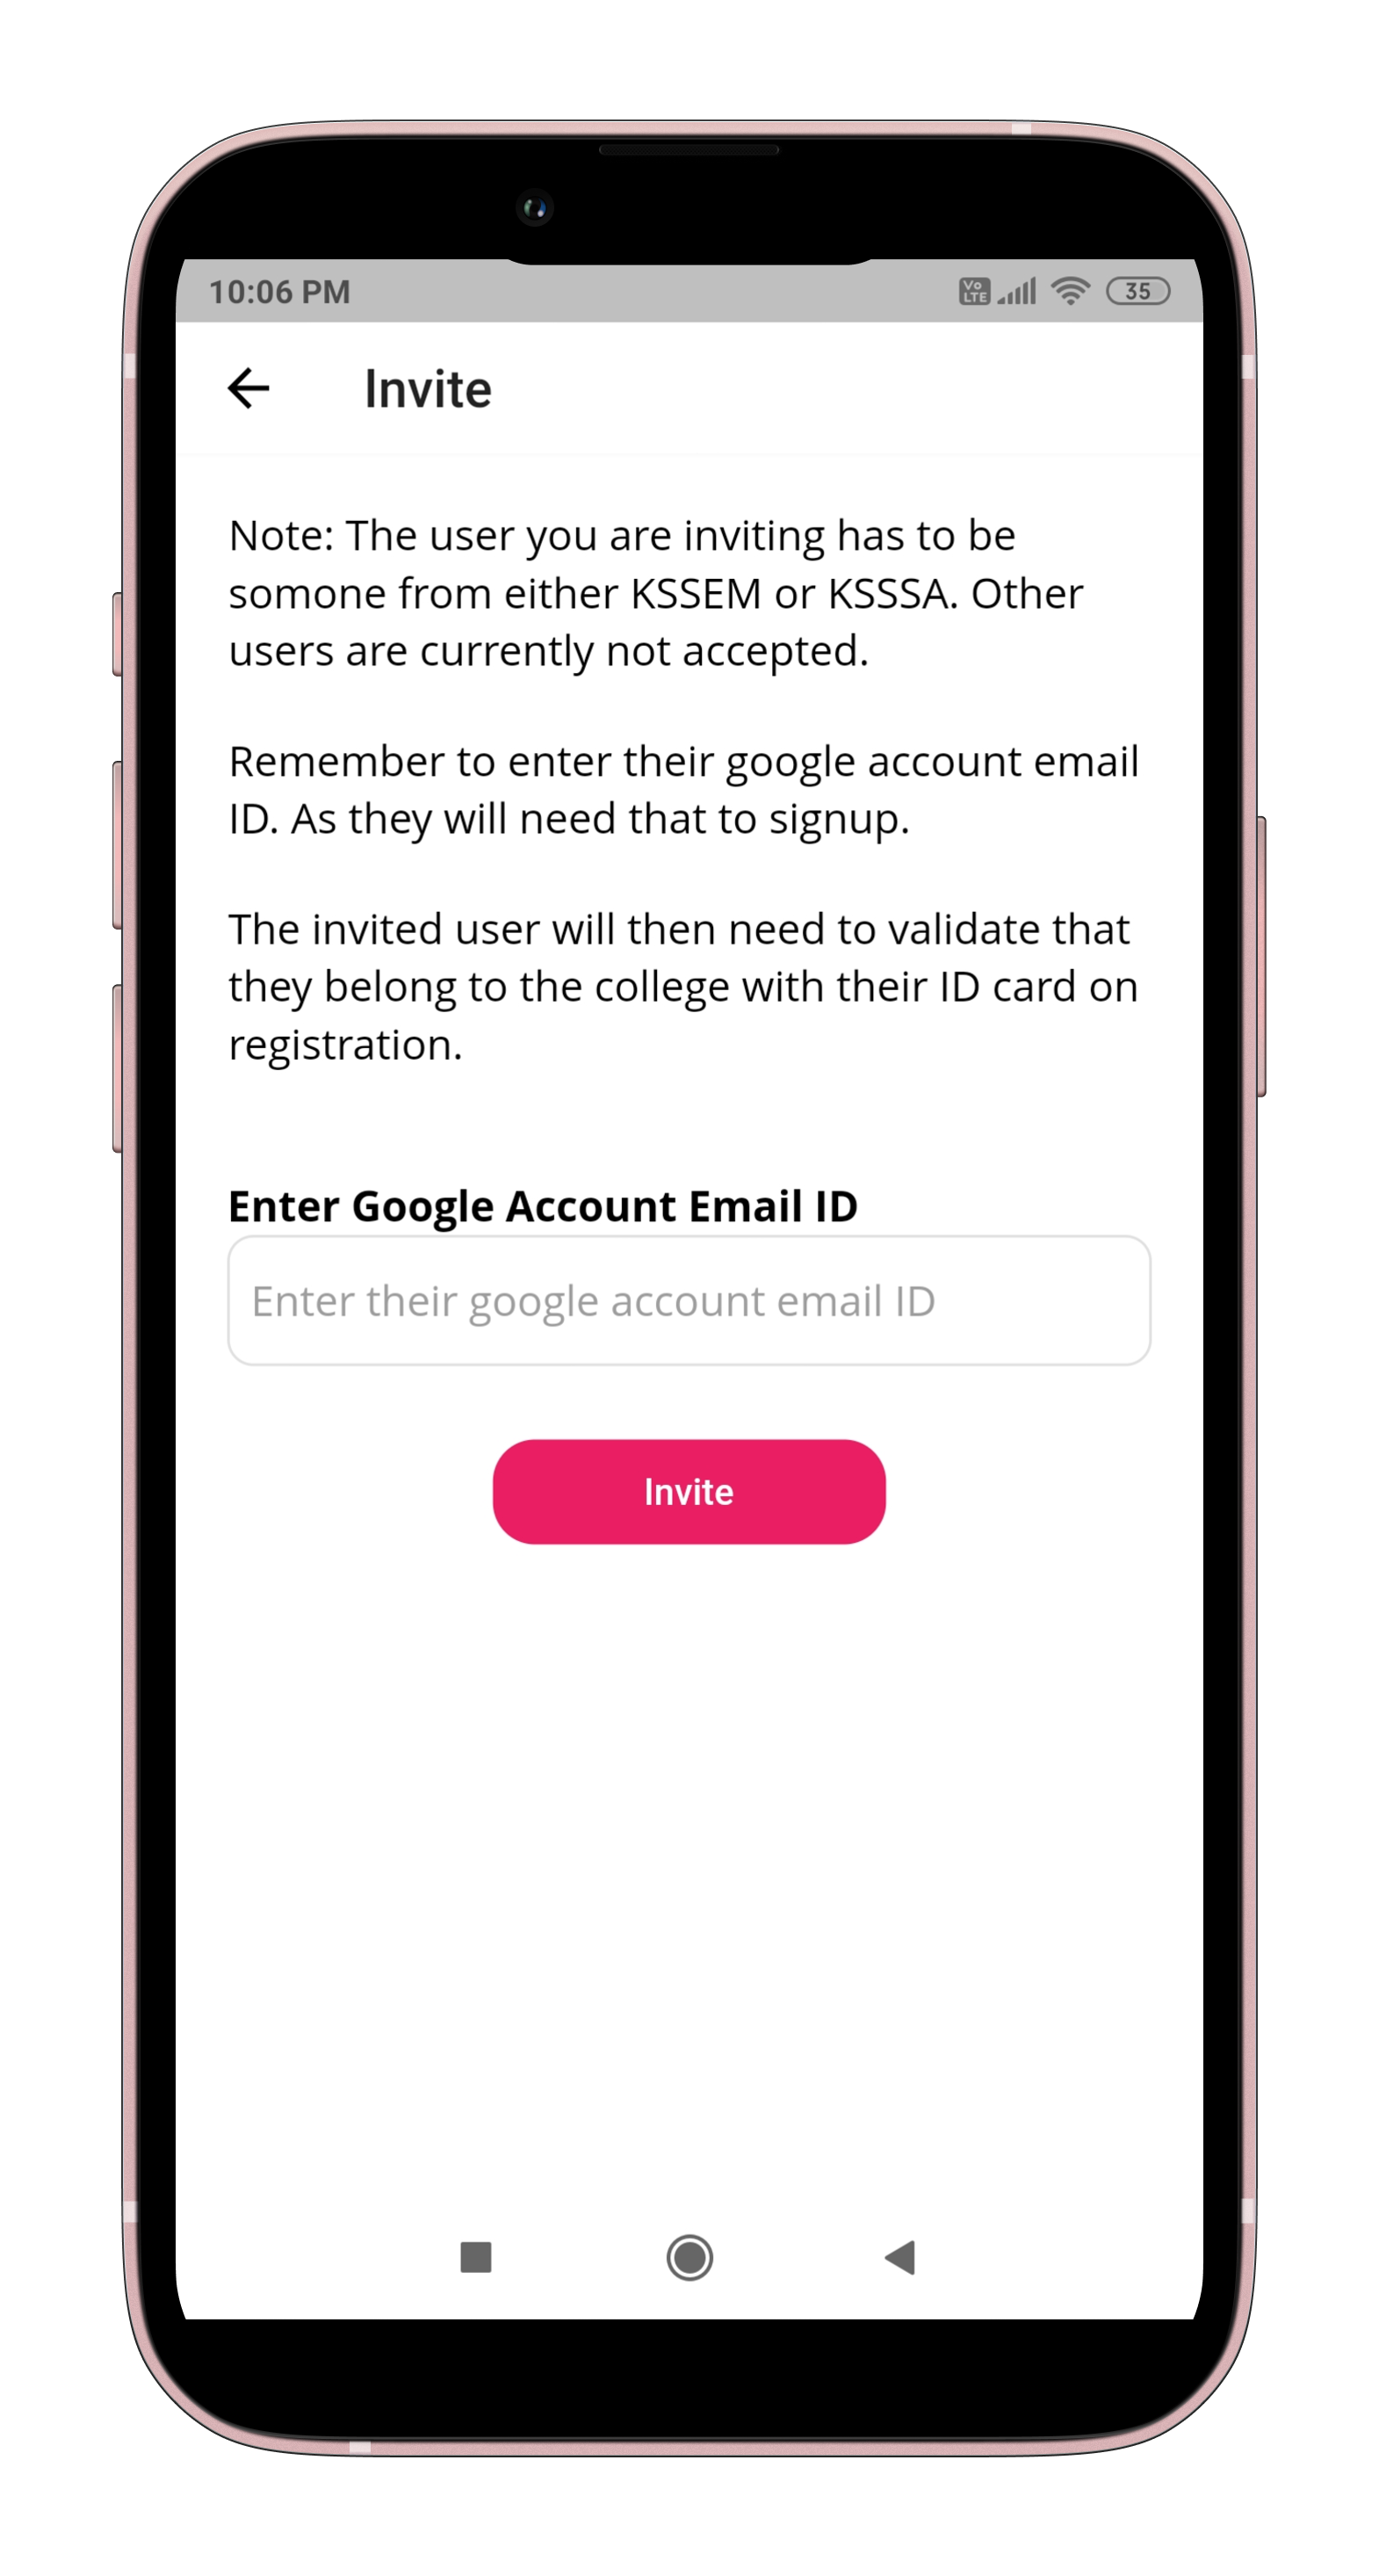 10:06 PM
Vo LTE
35
Invite
Note: The user you are inviting has to be
somone from either KSSEM or KSSSA. Other
users are currently not accepted.
Remember to enter their google account email
ID. As they will need that to signup.
The invited user will then need to validate that
they belong to the college with their ID card on
registration.
Enter Google Account Email ID
Enter their google account email ID
Invite